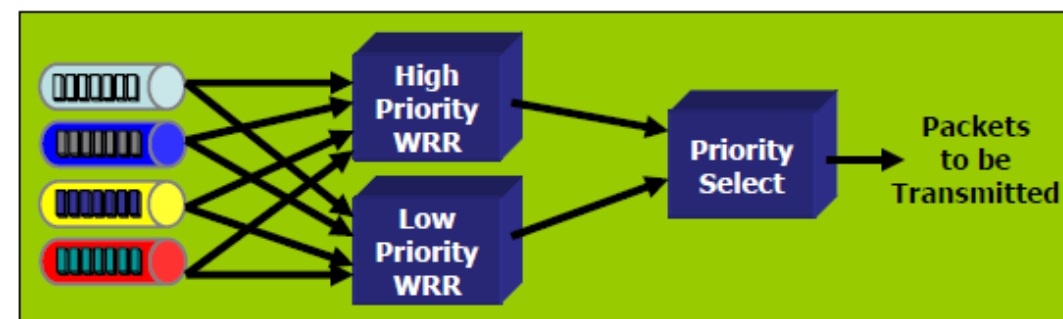 High
Priority
WRR
Low
Priority
WRR
Priority
Select
Packets
to be
Transmitted